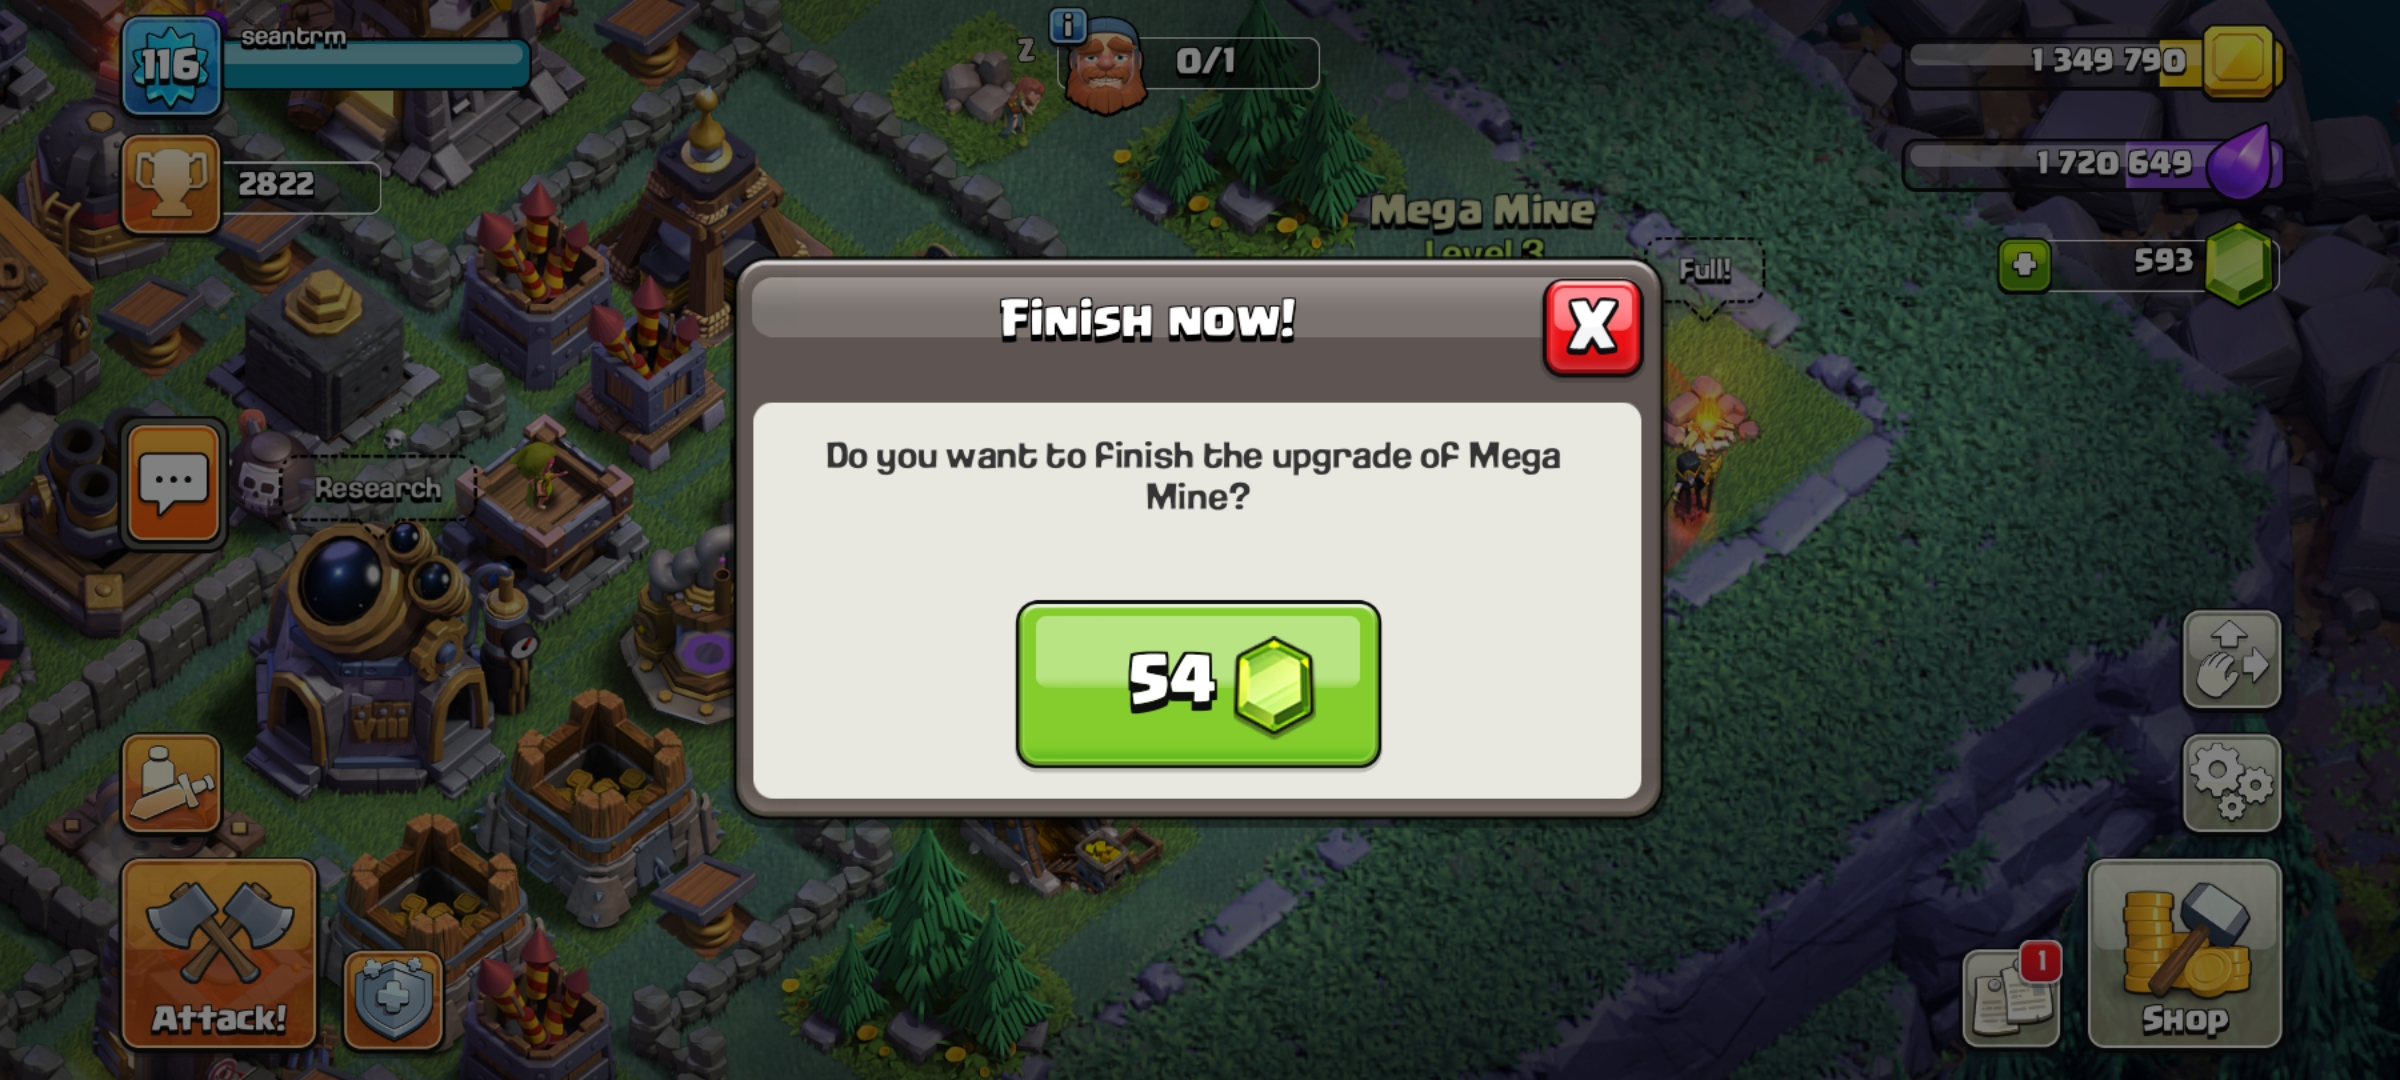 116
seantrm
2822
i
z
0/1
1 349 790
1 720 649
593
Mega Mine
Level 3
Full!
Finish now!
X
Do you want to finish the upgrade of Mega
Mine?
54
Research
VIII
Attack!
1
Shop